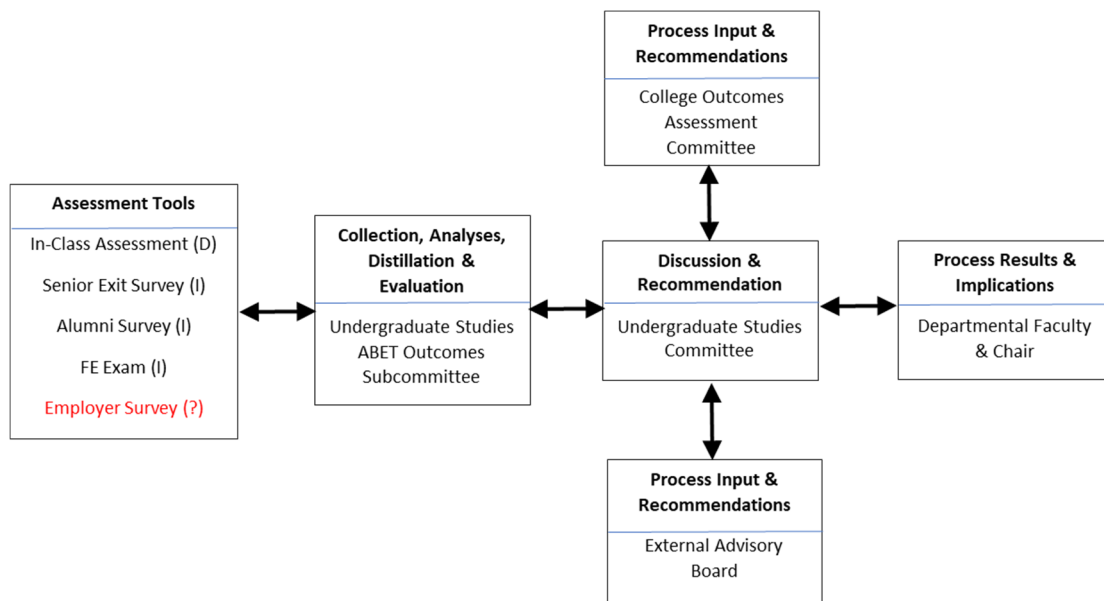 Process Input &
Recommendations
College Outcomes
Assessment
Committee
Assessment Tools
In-Class Assessment (D)
Senior Exit Survey (I)
Alumni Survey (I)
FE Exam (I)
Employer Survey (?)
Collection, Analyses,
Distillation &
Evaluation
Undergraduate Studies
ABET Outcomes
Subcommittee
Discussion &
Recommendation
Undergraduate Studies
Committee
Process Results &
Implications
Departmental Faculty
& Chair
Process Input &
Recommendations
External Advisory
Board